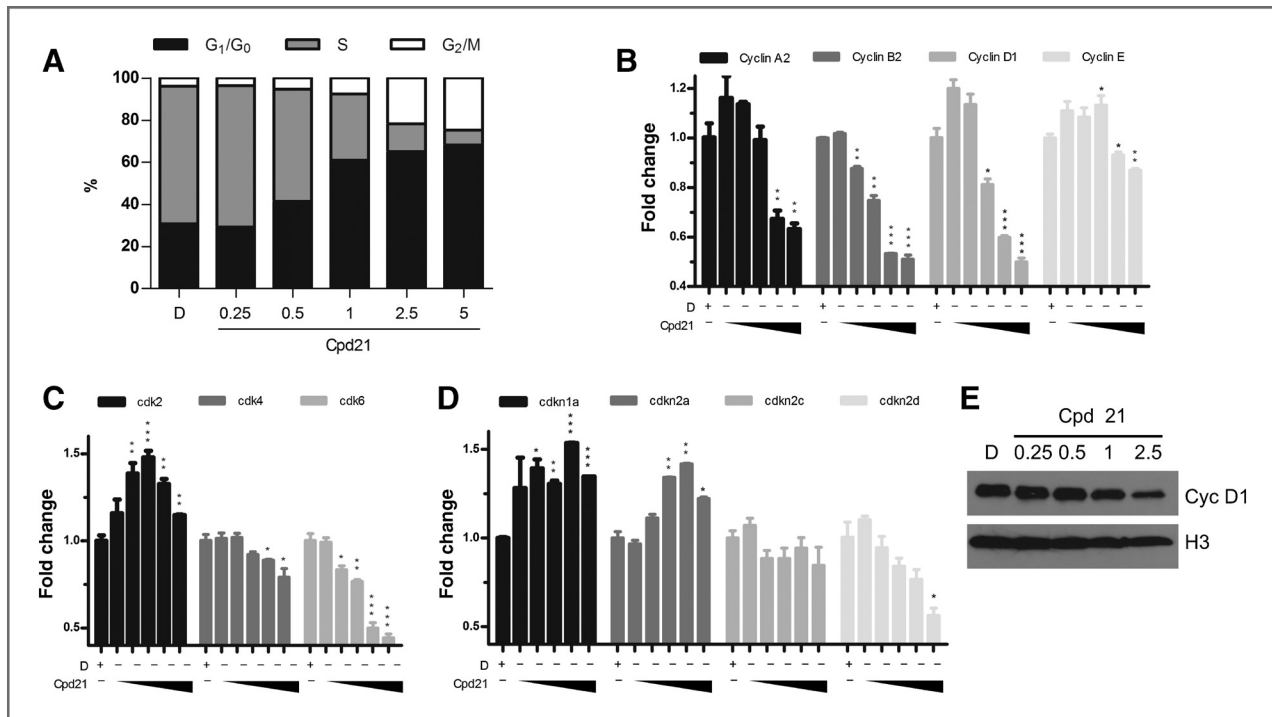 A
G₁/G₀ S G₂/M
100
80
60
40
20
0
%
D 0.25 0.5 1 2.5 5
Cpd21
B
Cyclin A2 Cyclin B2 Cyclin D1 Cyclin E
1.2
1.0
0.8
0.6
0.4
Fold change
** ** ** ** *** *** * *** *** * * **
D + – – – – – + – – – – – + – – – – – + – – – – –
Cpd21 – – – –
C
cdk2 cdk4 cdk6
1.5
1.0
0.5
Fold change
** *** ** ** * * * ** *** ***
D + – – – – – + – – – – – + – – – – –
Cpd21 – – –
D
cdkn1a cdkn2a cdkn2c cdkn2d
1.5
1.0
0.5
Fold change
* ** *** *** ** ** * *
D + – – – – – + – – – – – + – – – – – + – – – – –
Cpd21 – – – –
E
Cpd 21
D 0.25 0.5 1 2.5
Cyc D1
H3